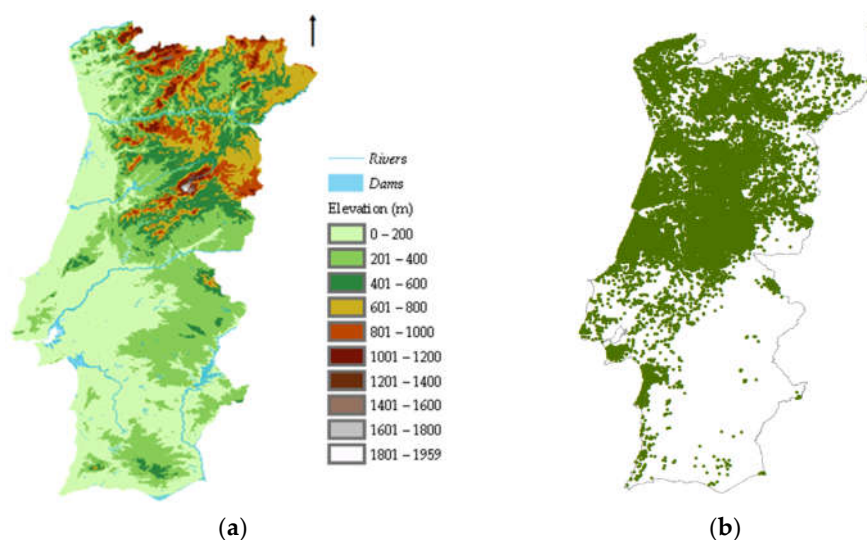 Rivers
Dams
Elevation (m)
0 – 200
201 – 400
401 – 600
601 – 800
801 – 1000
1001 – 1200
1201 – 1400
1401 – 1600
1601 – 1800
1801 – 1959
(a)
(b)